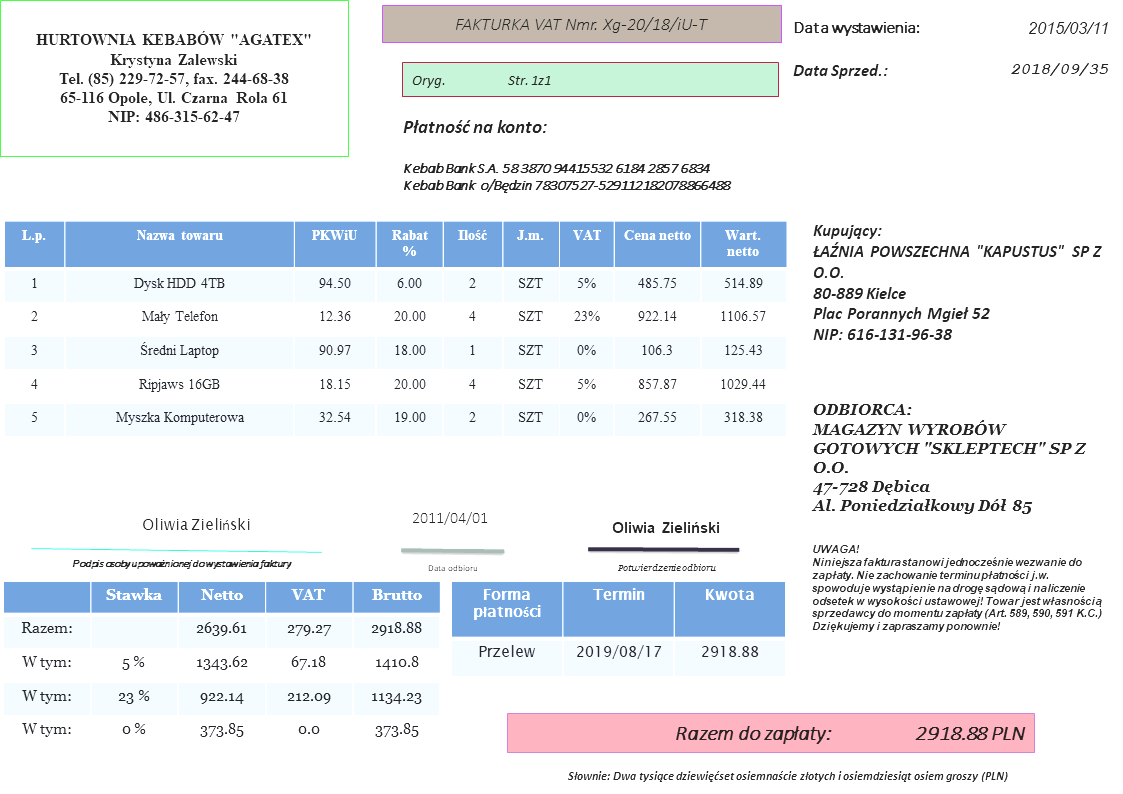 HURTOWNIA KEBABÓW "AGATEX"
Krystyna Zalewski
Tel. (85) 229-72-57, fax. 244-68-38
65-116 Opole, Ul. Czarna Rola 61
NIP: 486-315-62-47
FAKTURKA VAT Nmr. Xg-20/18/iU-T
Oryg. Str. 1z1
Data wystawienia: 2015/03/11
Data Sprzed.: 2018/09/35
Płatność na konto:
Kebab Bank S.A. 58 3870 94415532 6184 2857 6834
Kebab Bank o/Będzin 78307527-529112182078866488
L.p. Nazwa towaru PKWiU Rabat % Ilość J.m. VAT Cena netto Wart. netto
1 Dysk HDD 4TB 94.50 6.00 2 SZT 5% 485.75 514.89
2 Mały Telefon 12.36 20.00 4 SZT 23% 922.14 1106.57
3 Średni Laptop 90.97 18.00 1 SZT 0% 106.3 125.43
4 Ripjaws 16GB 18.15 20.00 4 SZT 5% 857.87 1029.44
5 Myszka Komputerowa 32.54 19.00 2 SZT 0% 267.55 318.38
Kupujący:
ŁAŹNIA POWSZECHNA "KAPUSTUS" SP Z
O.O.
80-889 Kielce
Plac Porannych Mgieł 52
NIP: 616-131-96-38
ODBIORCA:
MAGAZYN WYROBÓW
GOTOWYCH "SKLEPTECH" SP Z
O.O.
47-728 Dębica
Al. Poniedziałkowy Dół 85
Oliwia Zieliński
Podpis osoby upoważnionej do wystawienia faktury
2011/04/01
Data odbioru
Oliwia Zieliński
Potwierdzenie odbioru
UWAGA!
Niniejsza faktura stanowi jednocześnie wezwanie do
zapłaty. Nie zachowanie terminu płatności j.w.
spowoduje wystąpienie na drogę sądową i naliczenie
odsetek w wysokości ustawowej! Towar jest własnością
sprzedawcy do momentu zapłaty (Art. 589, 590, 591 K.C.)
Dziękujemy i zapraszamy ponownie!
Stawka Netto VAT Brutto
Razem: 2639.61 279.27 2918.88
W tym: 5 % 1343.62 67.18 1410.8
W tym: 23 % 922.14 212.09 1134.23
W tym: 0 % 373.85 0.0 373.85
Forma płatności Termin Kwota
Przelew 2019/08/17 2918.88
Razem do zapłaty: 2918.88 PLN
Słownie: Dwa tysiące dziewięćset osiemnaście złotych i osiemdziesiąt osiem groszy (PLN)